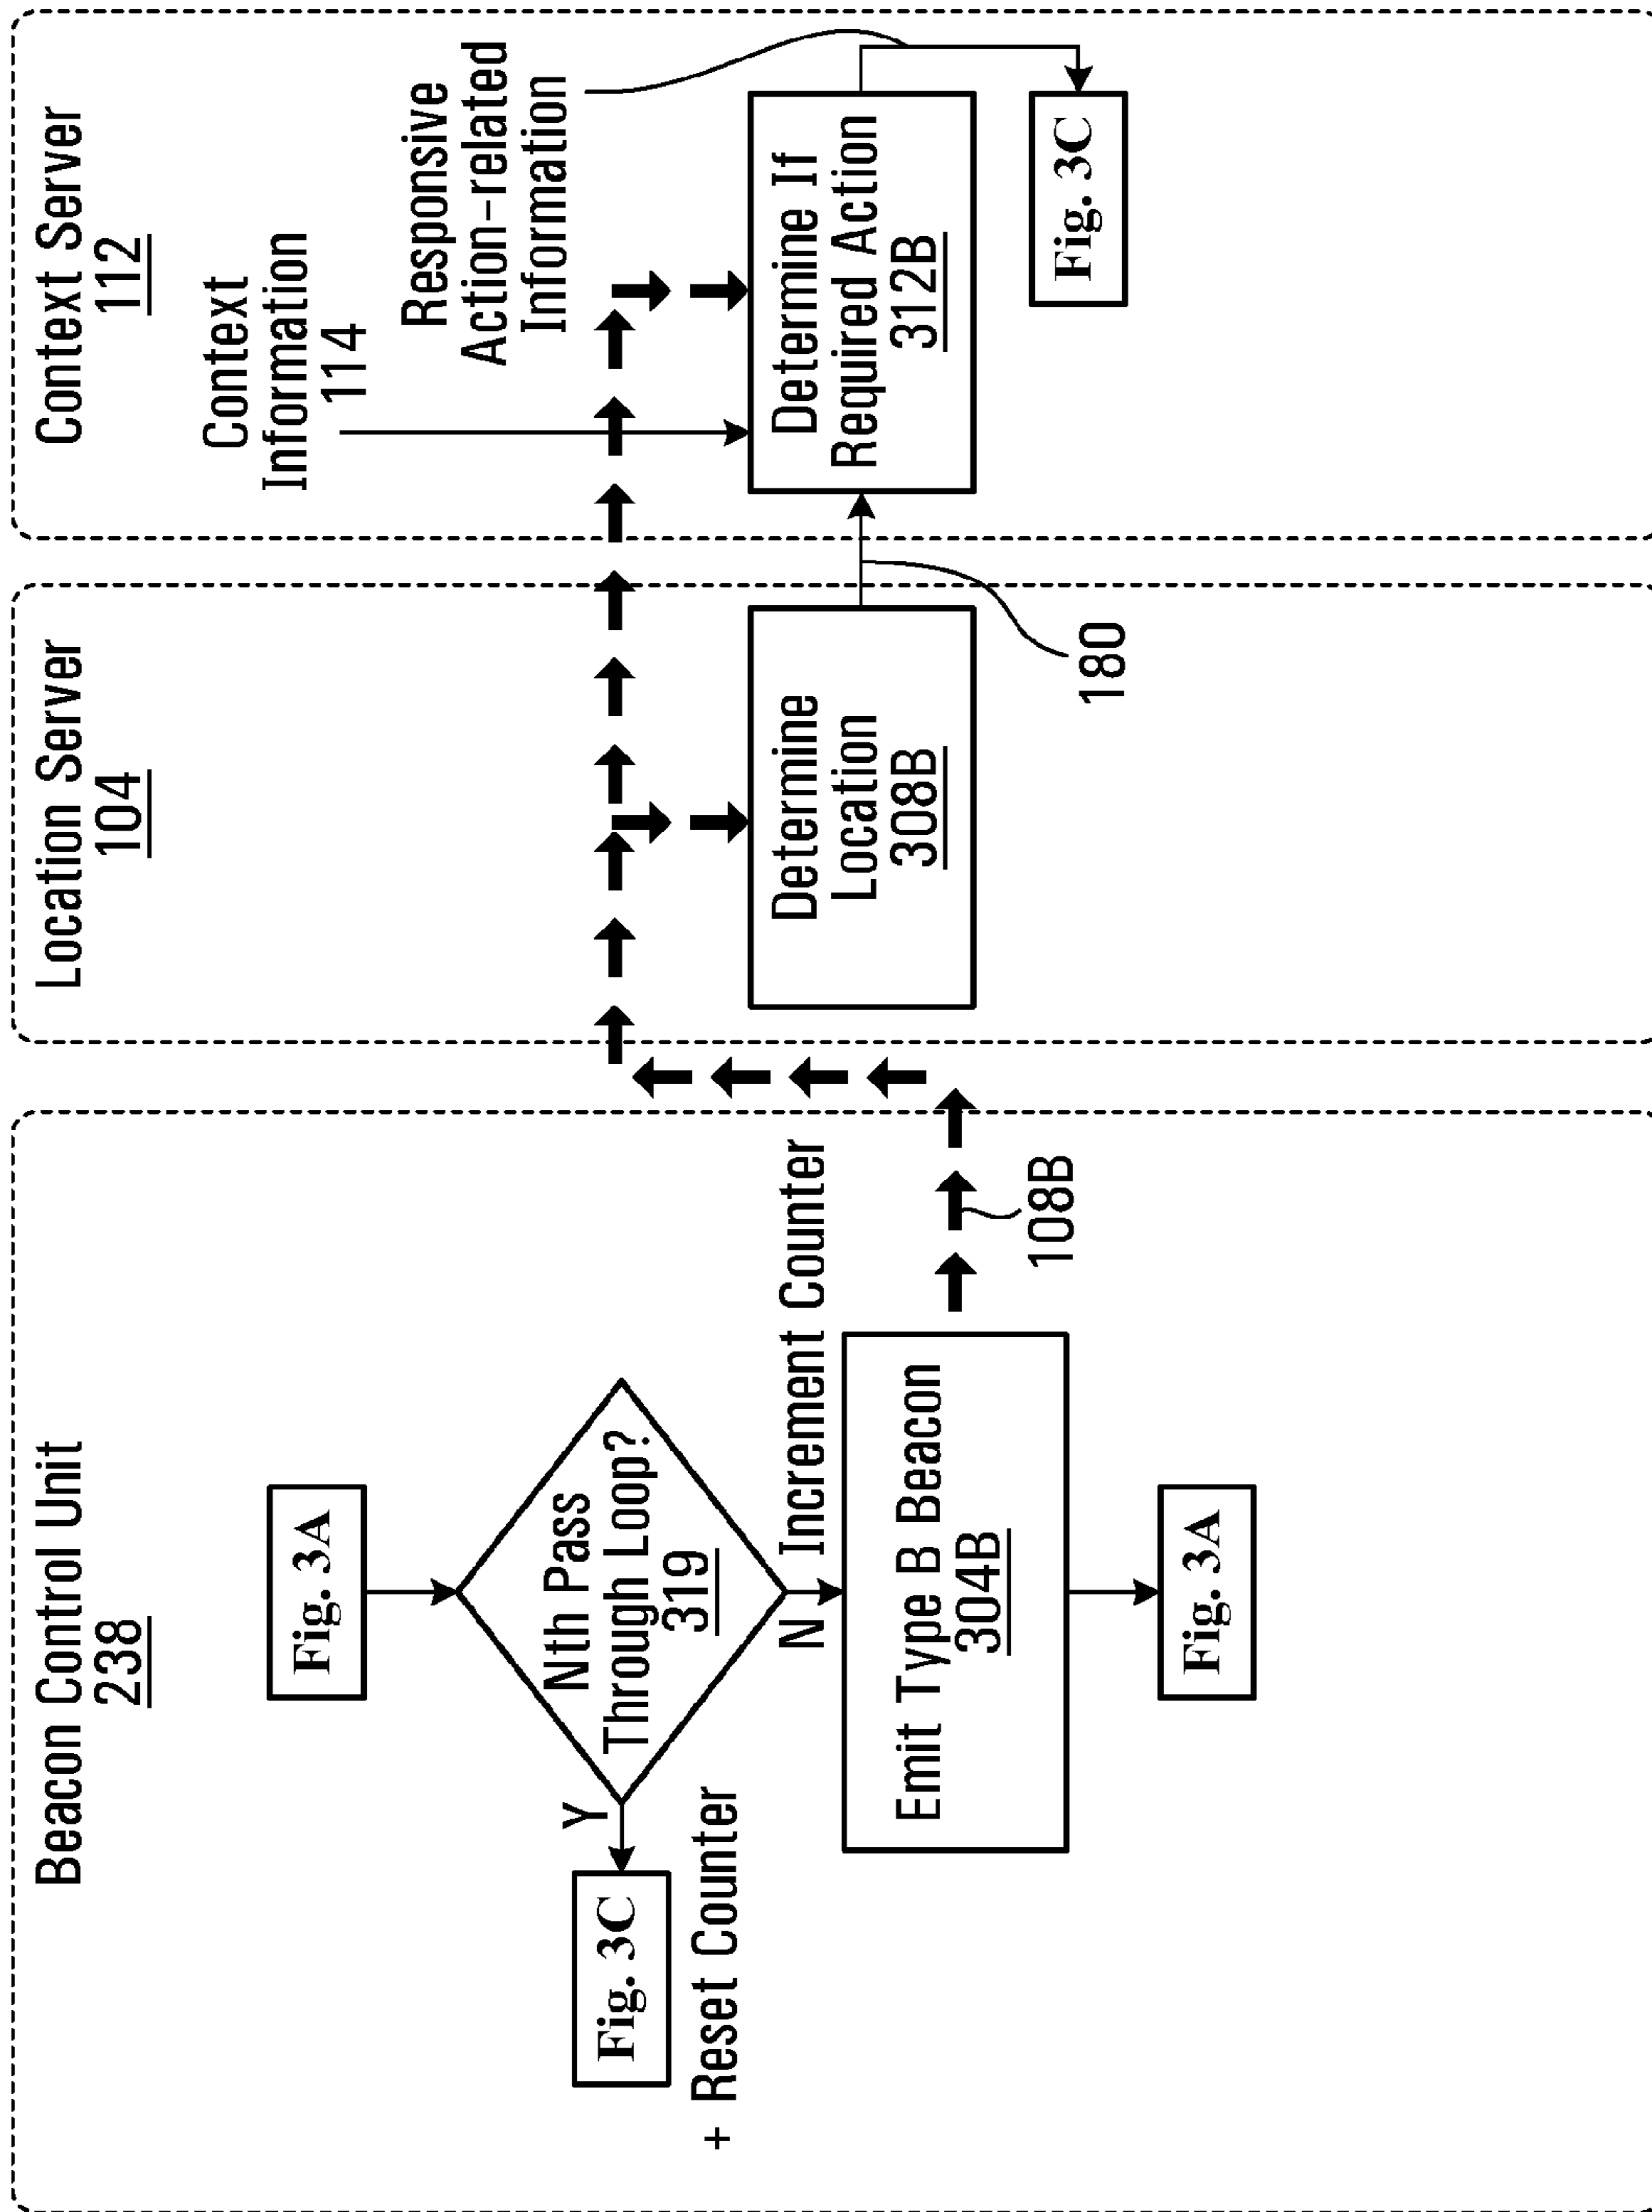 Beacon Control Unit
238
Fig. 3A
Nth Pass
Through Loop?
319
Y
Fig. 3C
+ Reset Counter
N
Increment Counter
Emit Type B Beacon
304B
108B
Fig. 3A
Location Server
104
Determine
Location
308B
180
Context Server
112
Context
Information
114
Responsive
Action-related
Information
Determine If
Required Action
312B
Fig. 3C